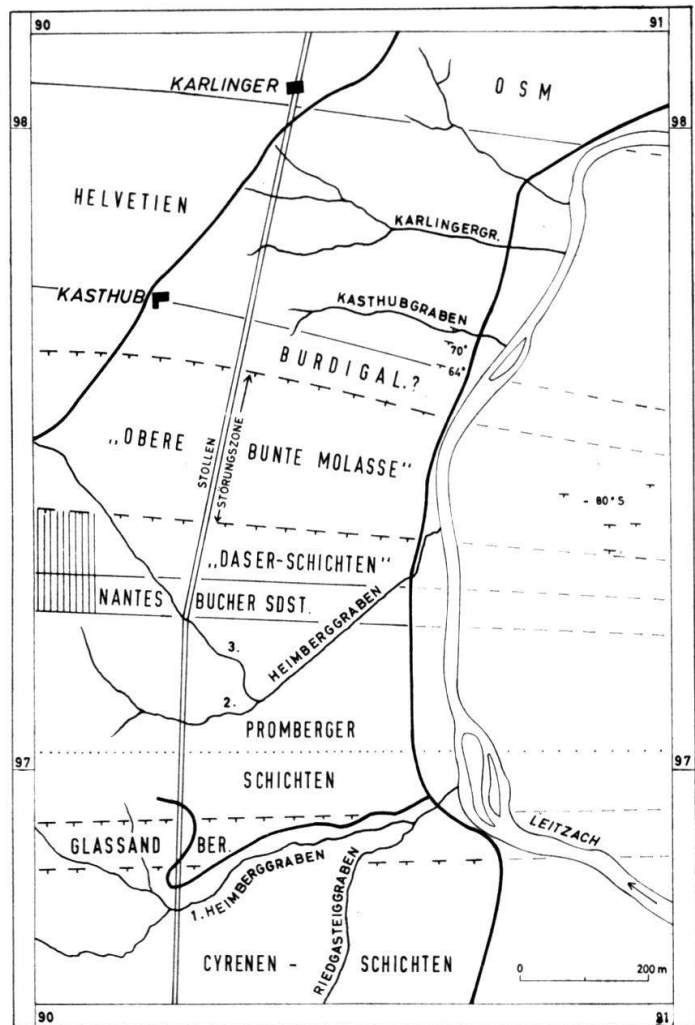 90 91
KARLINGER
O S M
98 98
HELVETIEN
KARLINGERGR.
KASTHUB
KASTHUBGRABEN
70°
BURDIGAL.?
64°
„OBERE BUNTE MOLASSE"
STOLLEN
STÖRUNGSZONE
80° S
„DASER-SCHICHTEN"
NANTES BUCHER SDST.
HEIMBERGGRABEN
3.
2.
PROMBERGER
97 97
SCHICHTEN
LEITZACH
GLASSAND BER.
1. HEIMBERGGRABEN
RIEDGASTEIGGRABEN
CYRENEN - SCHICHTEN
0 200 m
90 91